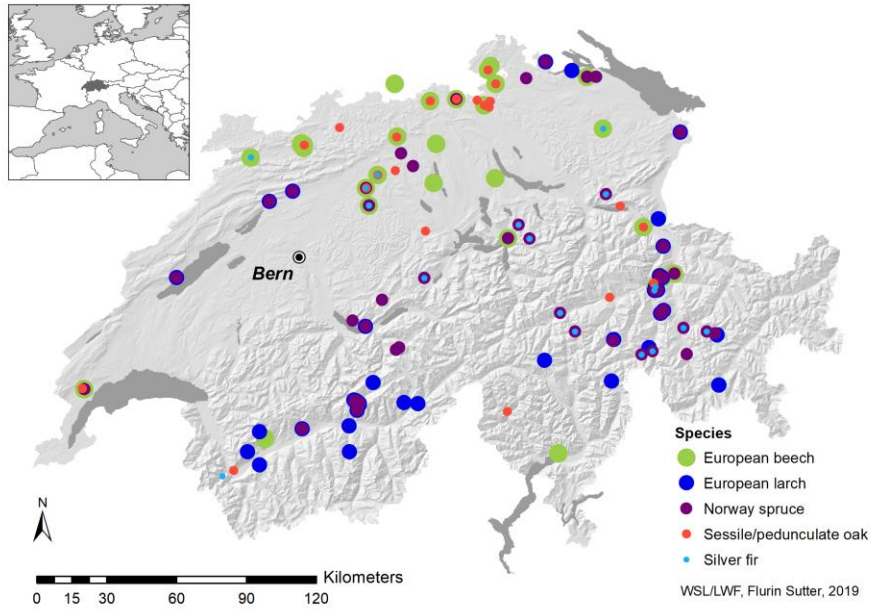 Bern
Species
European beech
European larch
Norway spruce
Sessile/pedunculate oak
Silver fir
N
Kilometers
0 15 30 60 90 120
WSL/LWF, Flurin Sutter, 2019